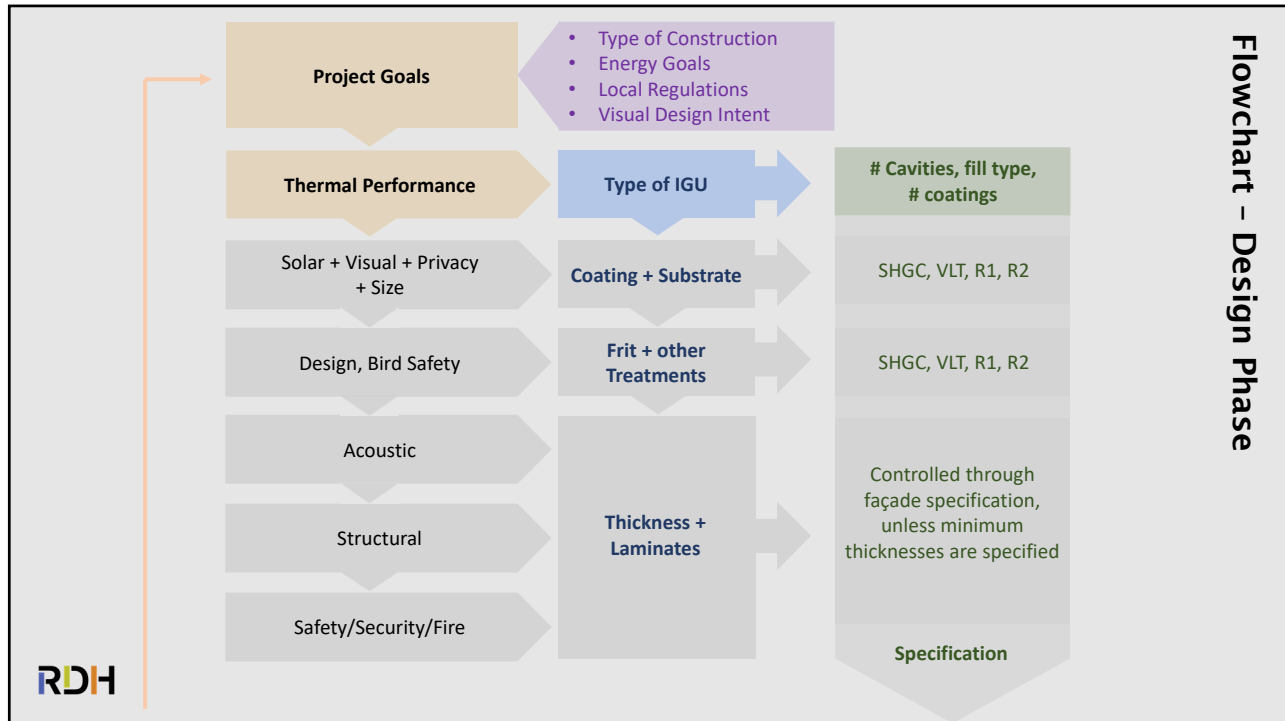 Flowchart – Design Phase
Project Goals
• Type of Construction
• Energy Goals
• Local Regulations
• Visual Design Intent
Thermal Performance
Type of IGU
# Cavities, fill type,
# coatings
Solar + Visual + Privacy
+ Size
Coating + Substrate
SHGC, VLT, R1, R2
Design, Bird Safety
Frit + other
Treatments
SHGC, VLT, R1, R2
Acoustic
Structural
Safety/Security/Fire
Thickness +
Laminates
Controlled through
façade specification,
unless minimum
thicknesses are specified
Specification
RDH